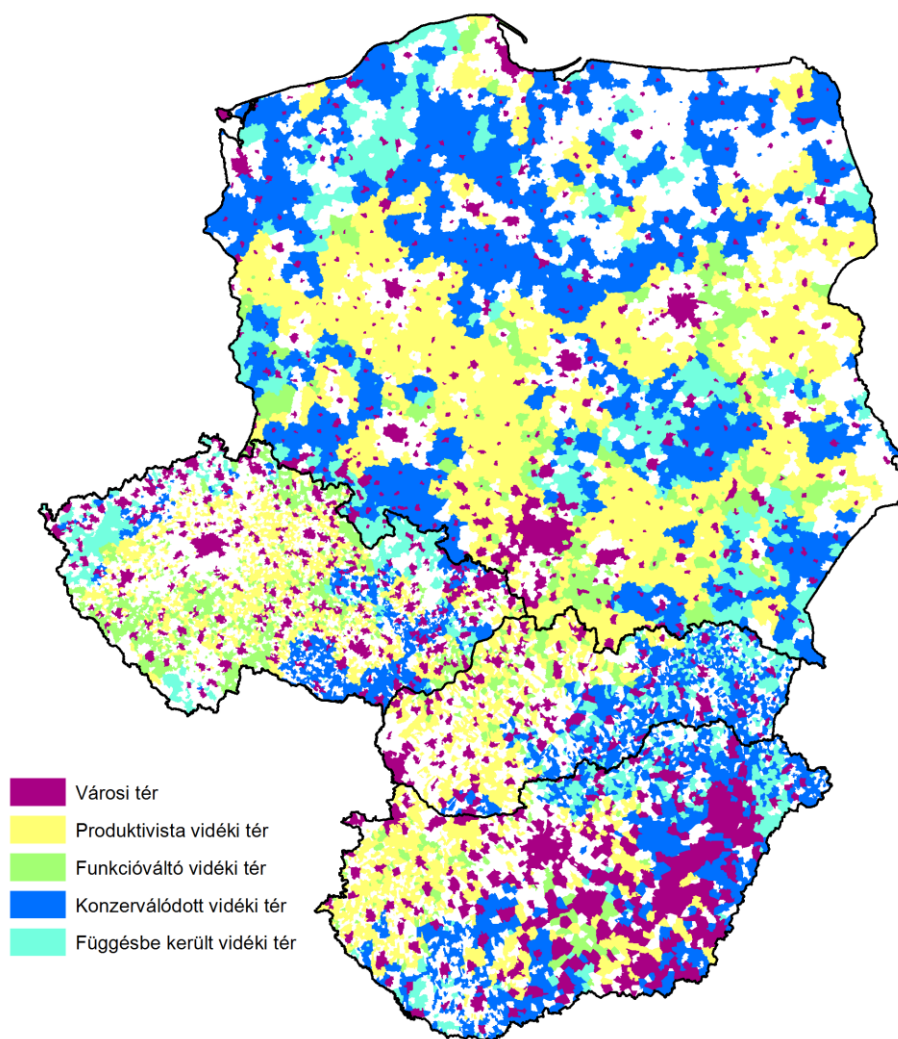 Városi tér
Produktivista vidéki tér
Funkcióváltó vidéki tér
Konzerválódott vidéki tér
Függésbe került vidéki tér